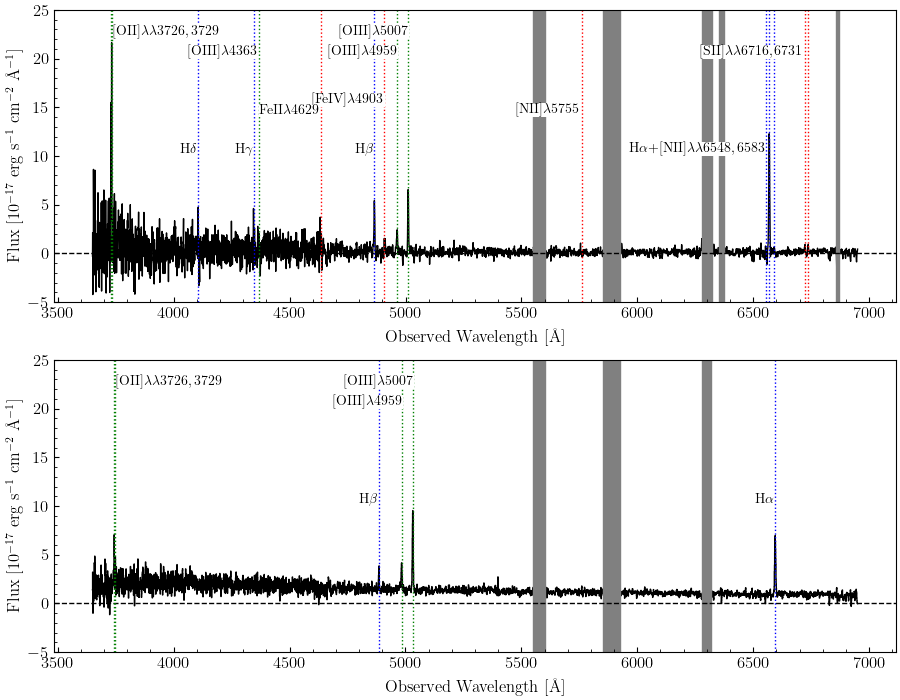 25
20
15
10
5
0
−5
Flux [10⁻¹⁷ erg s⁻¹ cm⁻² Å⁻¹]
[OII]λλ3726, 3729
[OIII]λ5007
[OIII]λ4363
[OIII]λ4959
[SII]λλ6716, 6731
[FeIV]λ4903
FeIIλ4629
[NII]λ5755
Hδ
Hγ
Hβ
Hα+[NII]λλ6548, 6583
3500 4000 4500 5000 5500 6000 6500 7000
Observed Wavelength [Å]
25
20
15
10
5
0
−5
Flux [10⁻¹⁷ erg s⁻¹ cm⁻² Å⁻¹]
[OII]λλ3726, 3729
[OIII]λ5007
[OIII]λ4959
Hβ
Hα
3500 4000 4500 5000 5500 6000 6500 7000
Observed Wavelength [Å]